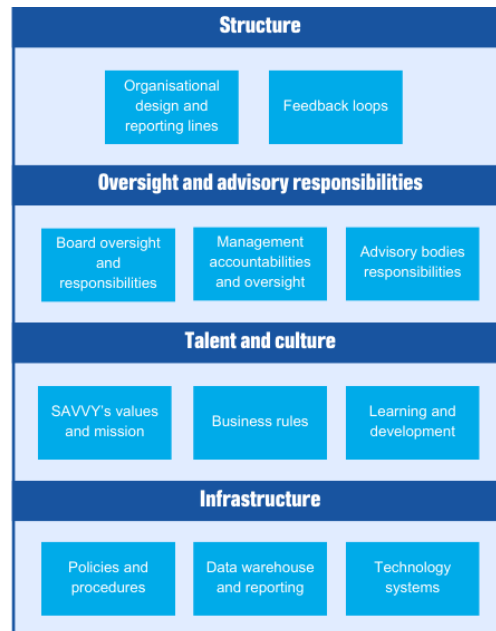 Structure
Organisational
design and
reporting lines
Feedback loops
Oversight and advisory responsibilities
Board oversight
and
responsibilities
Management
accountabilities
and oversight
Advisory bodies
responsibilities
Talent and culture
SAVVY's values
and mission
Business rules
Learning and
development
Infrastructure
Policies and
procedures
Data warehouse
and reporting
Technology
systems